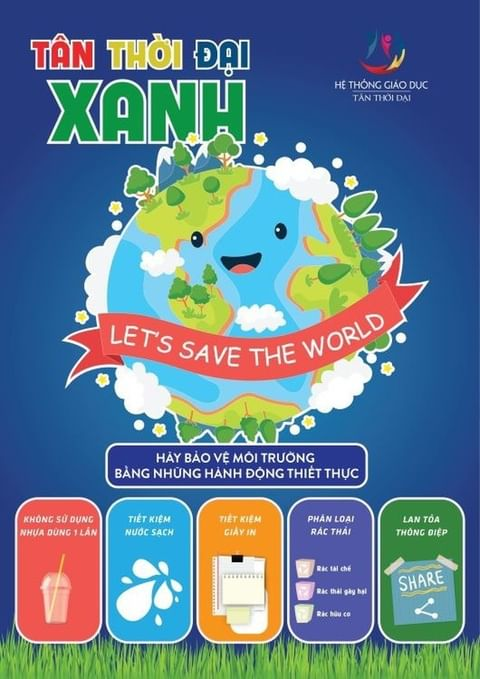 TÂN THỜI ĐẠI
XANH
HỆ THỐNG GIÁO DỤC
TÂN THỜI ĐẠI
LET'S SAVE THE WORLD
HÃY BẢO VỆ MÔI TRƯỜNG
BẰNG NHỮNG HÀNH ĐỘNG THIẾT THỰC
KHÔNG SỬ DỤNG
NHỰA DÙNG 1 LẦN
TIẾT KIỆM
NƯỚC SẠCH
TIẾT KIỆM
GIẤY IN
PHÂN LOẠI
RÁC THẢI
Rác tái chế
Rác thải gây hại
Rác hữu cơ
LAN TỎA
THÔNG ĐIỆP
SHARE